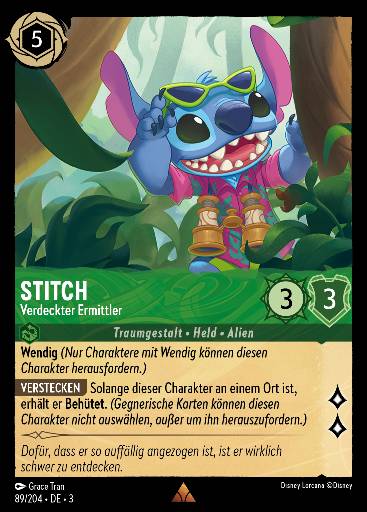 5
STITCH
Verdeckter Ermittler
3
3
Traumgestalt • Held • Alien
Wendig (Nur Charaktere mit Wendig können diesen
Charakter herausfordern.)
VERSTECKEN Solange dieser Charakter an einem Ort ist,
erhält er Behütet. (Gegnerische Karten können diesen
Charakter nicht auswählen, außer um ihn herauszufordern.)
Dafür, dass er so auffällig angezogen ist, ist er wirklich
schwer zu entdecken.
Grace Tran
89/204 • DE • 3
Disney Lorcana ©Disney